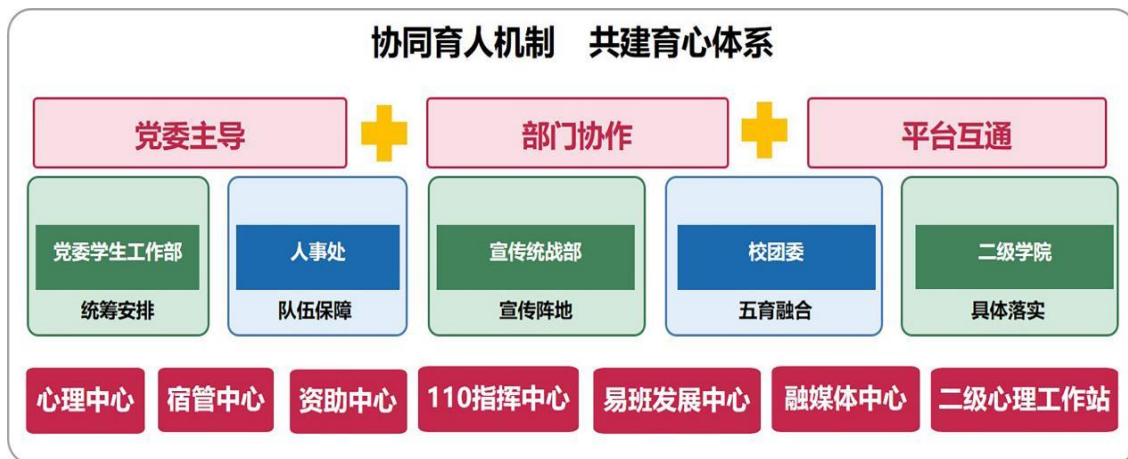 协同育人机制 共建育心体系
党委主导 部门协作 平台互通
党委学生工作部 人事处 宣传统战部 校团委 二级学院
统筹安排 队伍保障 宣传阵地 五育融合 具体落实
心理中心 宿管中心 资助中心 110指挥中心 易班发展中心 融媒体中心 二级心理工作站